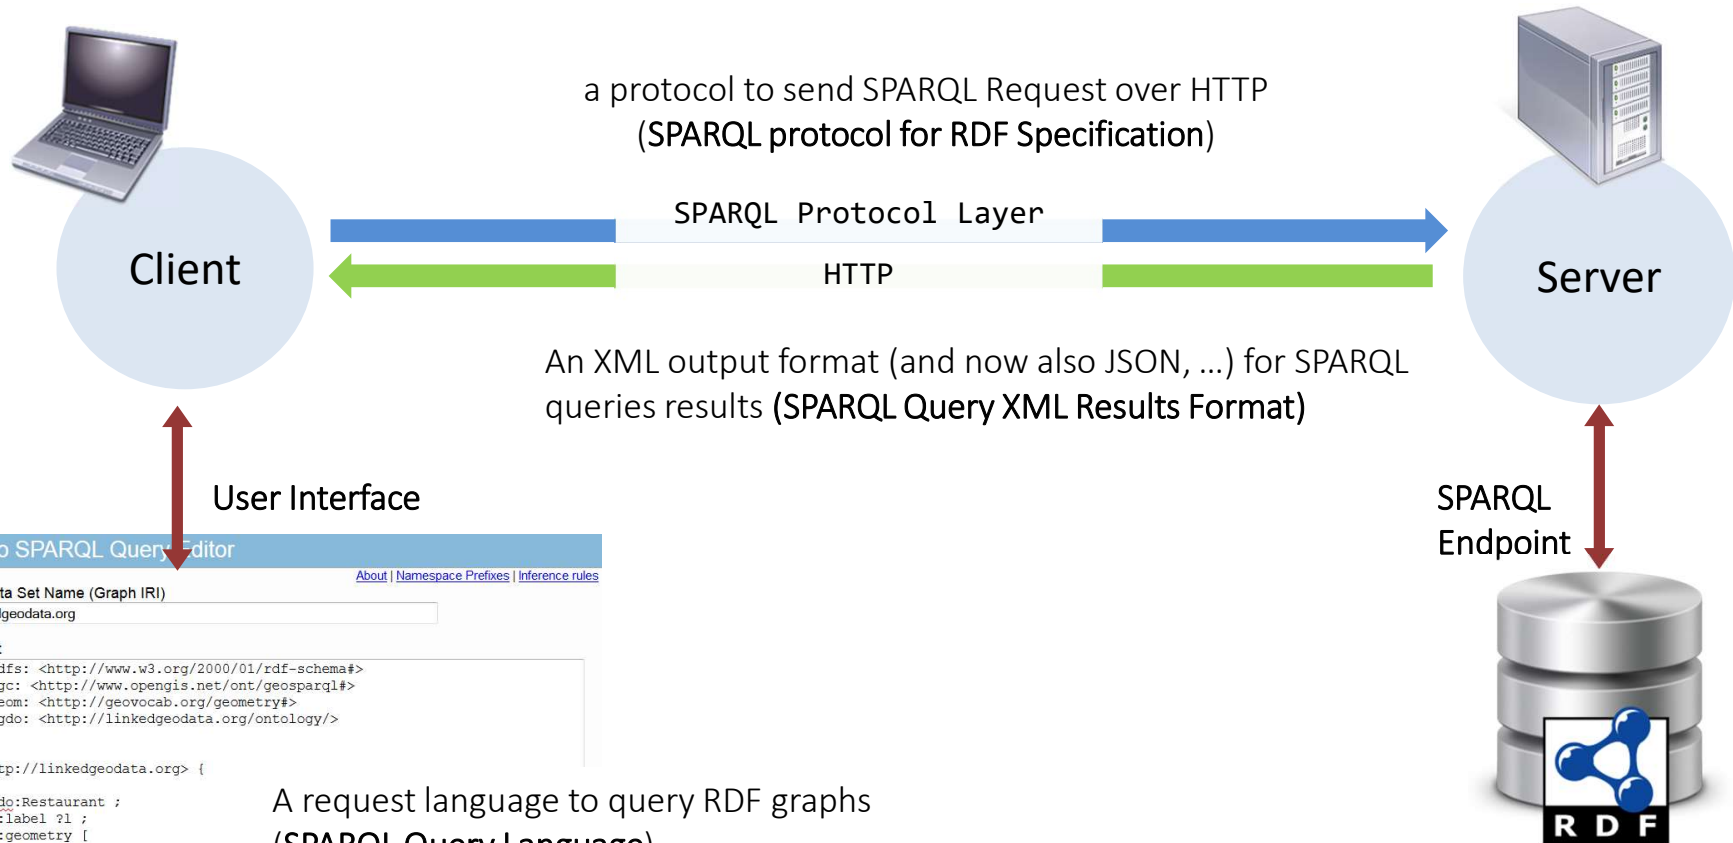 a protocol to send SPARQL Request over HTTP
(SPARQL protocol for RDF Specification)
SPARQL Protocol Layer
HTTP
Client
Server
An XML output format (and now also JSON, ...) for SPARQL
queries results (SPARQL Query XML Results Format)
User Interface
SPARQL
Endpoint
SPARQL Query Editor
About | Namespace Prefixes | Inference rules
Set Name (Graph IRI)
geodata.org
dfs: <http://www.w3.org/2000/01/rdf-schema#>
gc: <http://www.opengis.net/ont/geosparql#>
eom: <http://geovocab.org/geometry#>
gdo: <http://linkedgeodata.org/ontology/>
tp://linkedgeodata.org> {
do:Restaurant ;
:label ?l ;
:geometry [
A request language to query RDF graphs
(SPARQL Query Language)
RDF